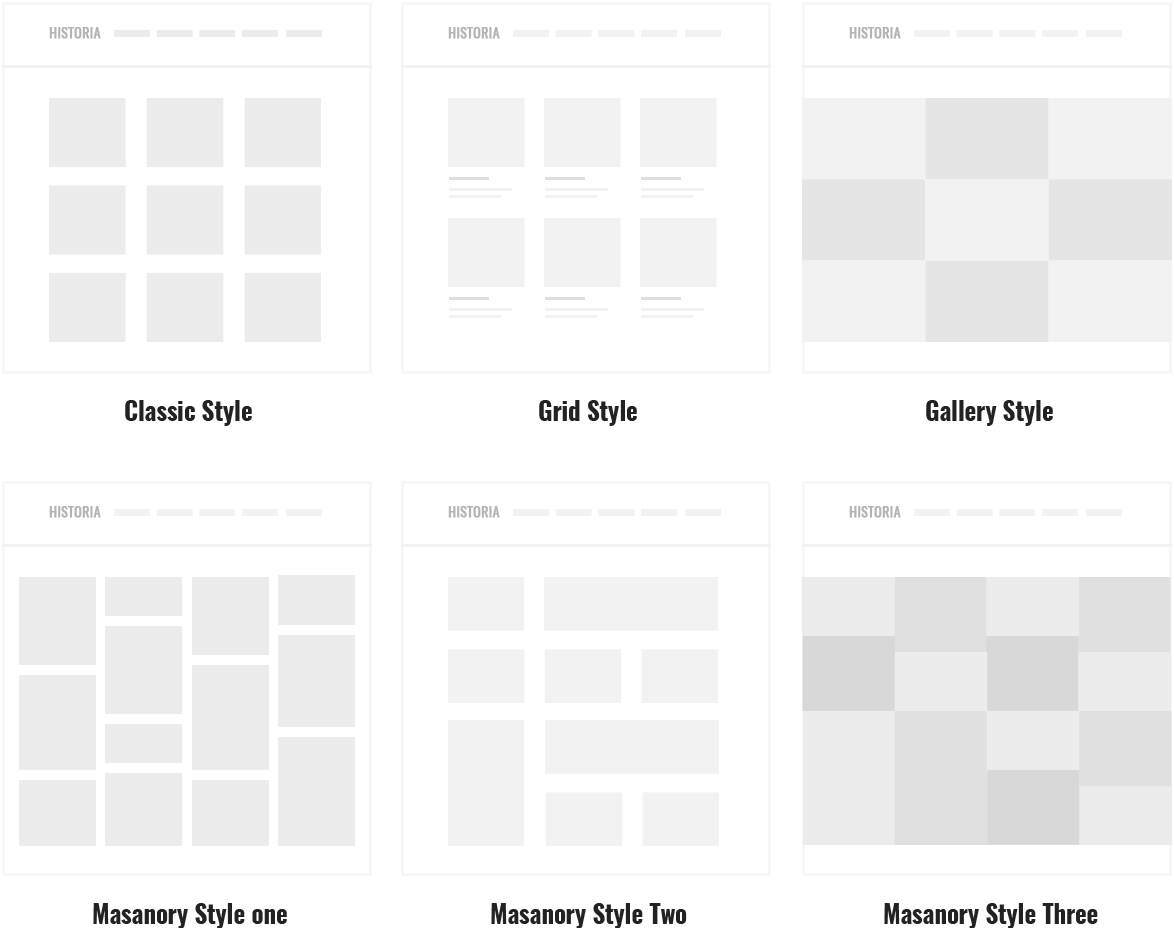 HISTORIA
HISTORIA
HISTORIA
Classic Style
Grid Style
Gallery Style
HISTORIA
HISTORIA
HISTORIA
Masanory Style one
Masanory Style Two
Masanory Style Three